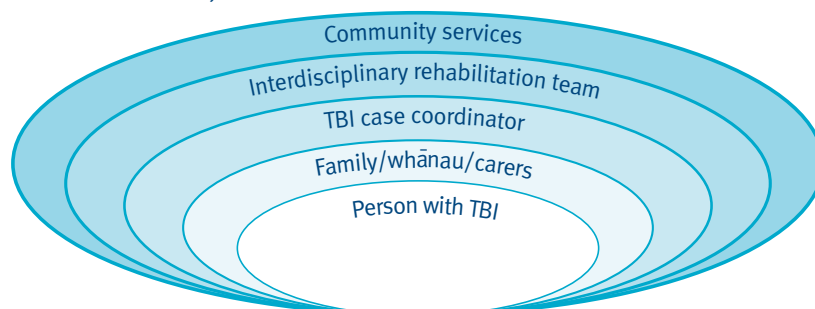 Community services
Interdisciplinary rehabilitation team
TBI case coordinator
Family/whānau/carers
Person with TBI